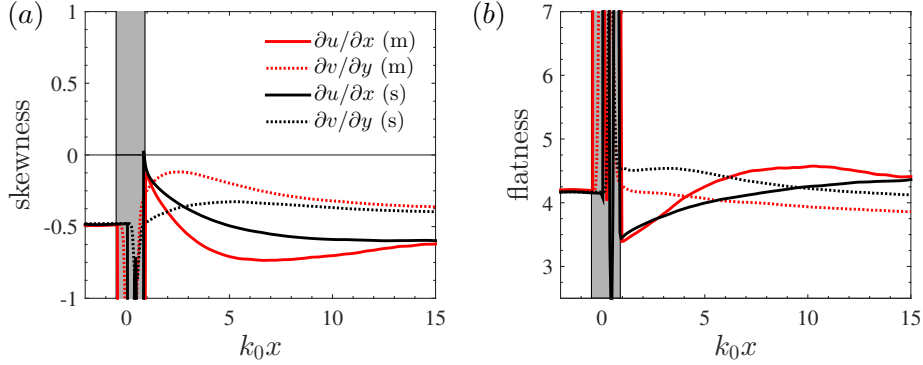 (a)
1
0.5
0
-0.5
-1
skewness
∂u/∂x (m)
∂v/∂y (m)
∂u/∂x (s)
∂v/∂y (s)
0 5 10 15
k₀x
(b)
7
6
5
4
3
flatness
0 5 10 15
k₀x